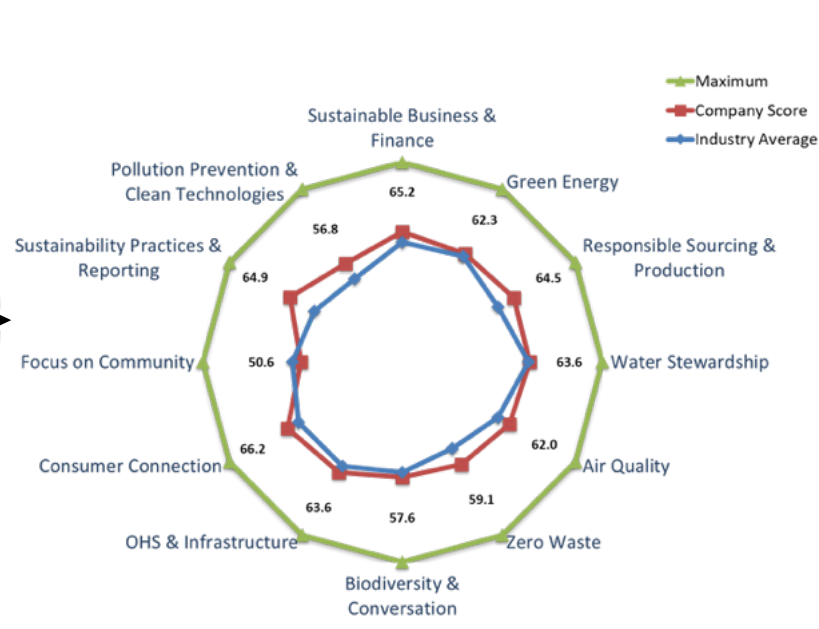 Maximum
Company Score
Industry Average
Sustainable Business &
Finance
65.2
Green Energy
62.3
Responsible Sourcing &
Production
64.5
Water Stewardship
63.6
Air Quality
62.0
Zero Waste
59.1
Biodiversity &
Conversation
57.6
OHS & Infrastructure
63.6
Consumer Connection
66.2
Focus on Community
50.6
Sustainability Practices &
Reporting
64.9
Pollution Prevention &
Clean Technologies
56.8